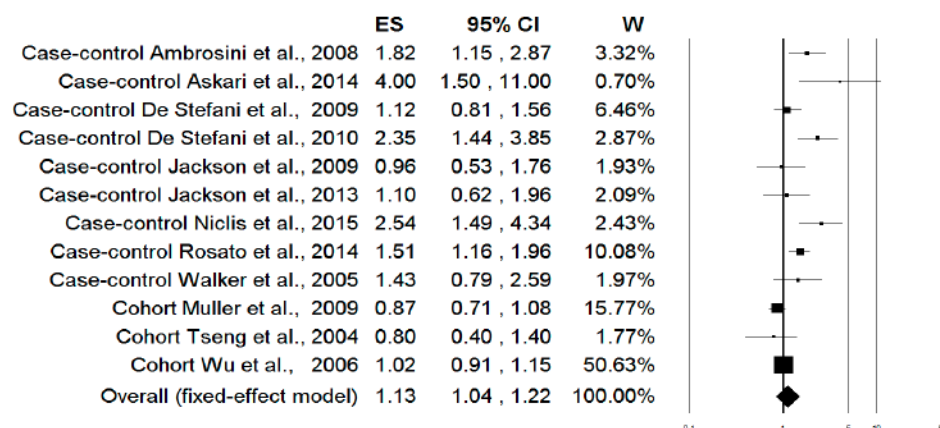 ES 95% CI W
Case-control Ambrosini et al., 2008 1.82 1.15 , 2.87 3.32%
Case-control Askari et al., 2014 4.00 1.50 , 11.00 0.70%
Case-control De Stefani et al., 2009 1.12 0.81 , 1.56 6.46%
Case-control De Stefani et al., 2010 2.35 1.44 , 3.85 2.87%
Case-control Jackson et al., 2009 0.96 0.53 , 1.76 1.93%
Case-control Jackson et al., 2013 1.10 0.62 , 1.96 2.09%
Case-control Niclis et al., 2015 2.54 1.49 , 4.34 2.43%
Case-control Rosato et al., 2014 1.51 1.16 , 1.96 10.08%
Case-control Walker et al., 2005 1.43 0.79 , 2.59 1.97%
Cohort Muller et al., 2009 0.87 0.71 , 1.08 15.77%
Cohort Tseng et al., 2004 0.80 0.40 , 1.40 1.77%
Cohort Wu et al., 2006 1.02 0.91 , 1.15 50.63%
Overall (fixed-effect model) 1.13 1.04 , 1.22 100.00%